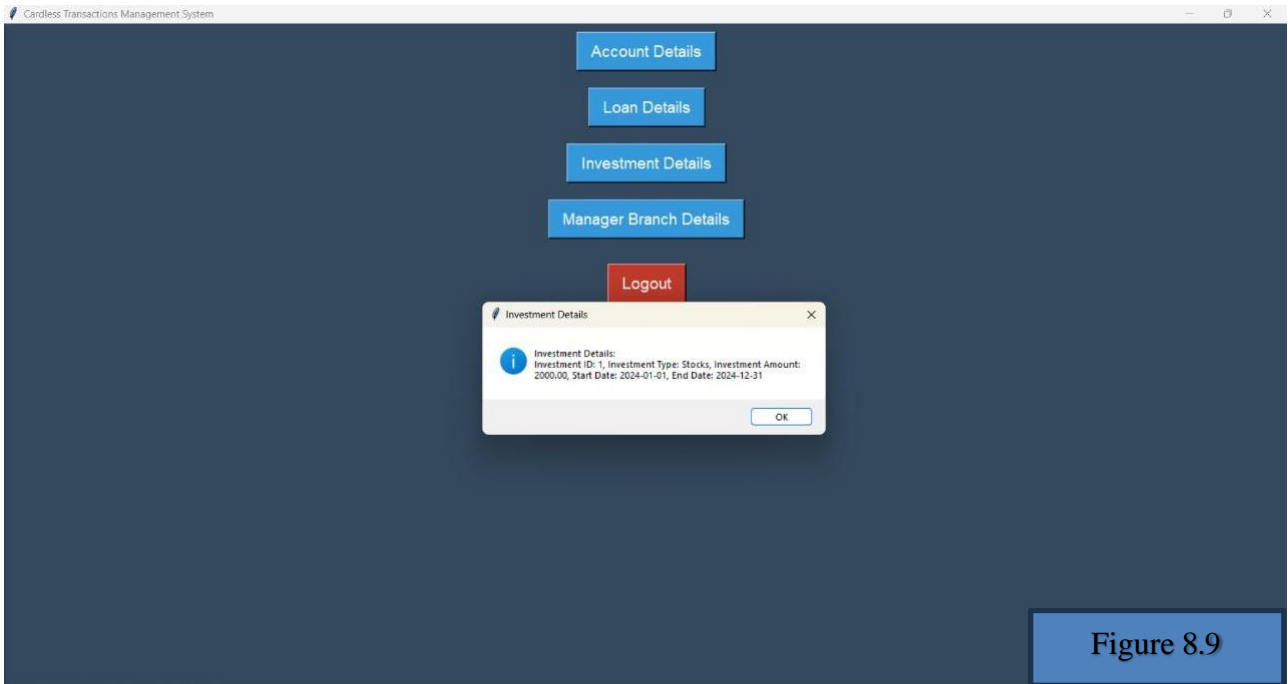 Cardless Transactions Management System
Account Details
Loan Details
Investment Details
Manager Branch Details
Logout
Investment Details
Investment Details:
Investment ID: 1, Investment Type: Stocks, Investment Amount:
2000.00, Start Date: 2024-01-01, End Date: 2024-12-31
OK
Figure 8.9